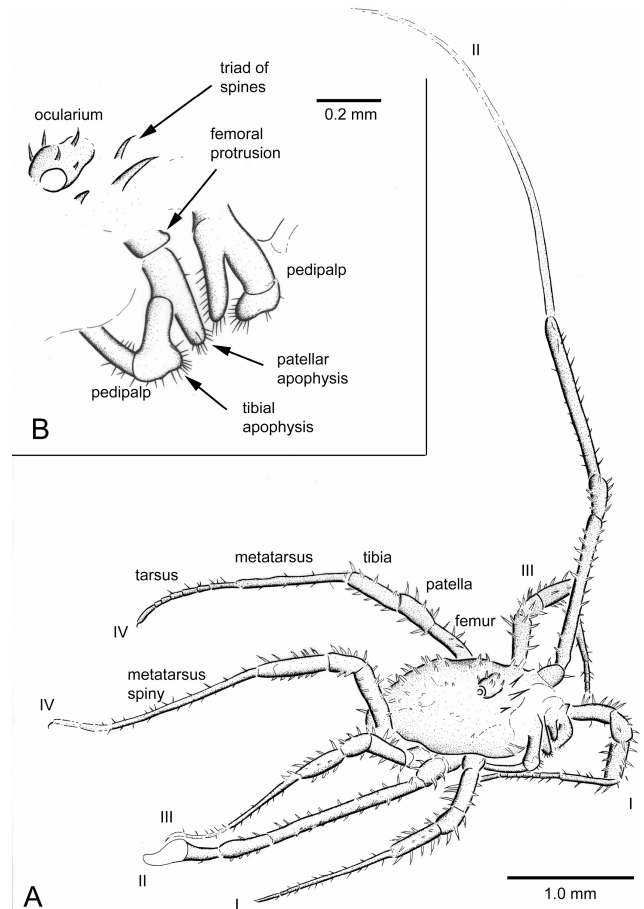 II
triad of
spines
0.2 mm
ocularium
femoral
protrusion
pedipalp
patellar
apophysis
pedipalp
tibial
apophysis
B
metatarsus
tibia
tarsus
III
patella
IV
femur
metatarsus
spiny
IV
III
I
II
A
I
1.0 mm